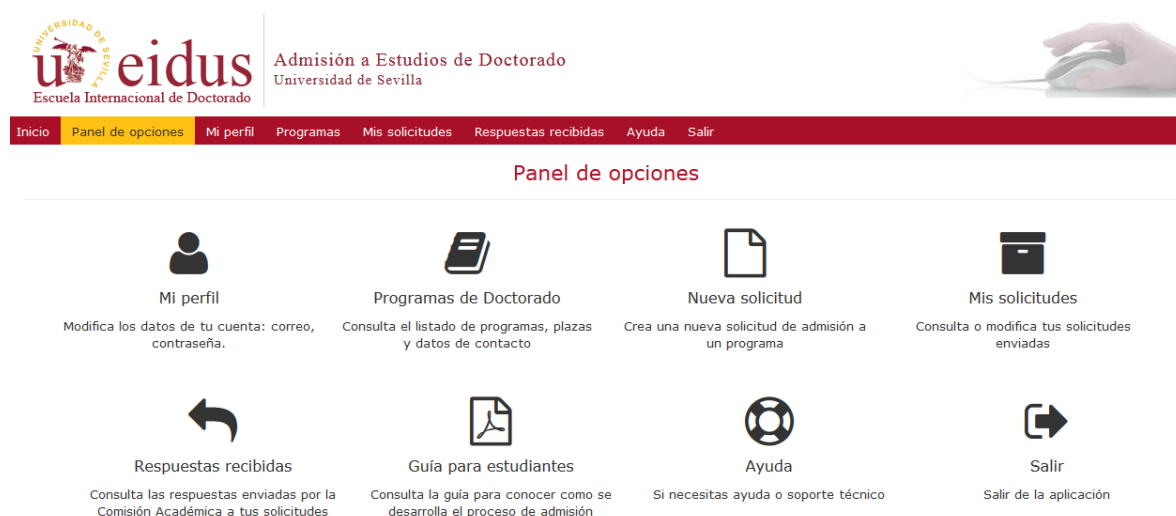 UNIVERSIDAD DE SEVILLA
eidus
Escuela Internacional de Doctorado
Admisión a Estudios de Doctorado
Universidad de Sevilla
Inicio Panel de opciones Mi perfil Programas Mis solicitudes Respuestas recibidas Ayuda Salir
Panel de opciones
Mi perfil
Modifica los datos de tu cuenta: correo,
contraseña.
Programas de Doctorado
Consulta el listado de programas, plazas
y datos de contacto
Nueva solicitud
Crea una nueva solicitud de admisión a
un programa
Mis solicitudes
Consulta o modifica tus solicitudes
enviadas
Respuestas recibidas
Consulta las respuestas enviadas por la
Comisión Académica a tus solicitudes
Guía para estudiantes
Consulta la guía para conocer como se
desarrolla el proceso de admisión
Ayuda
Si necesitas ayuda o soporte técnico
Salir
Salir de la aplicación